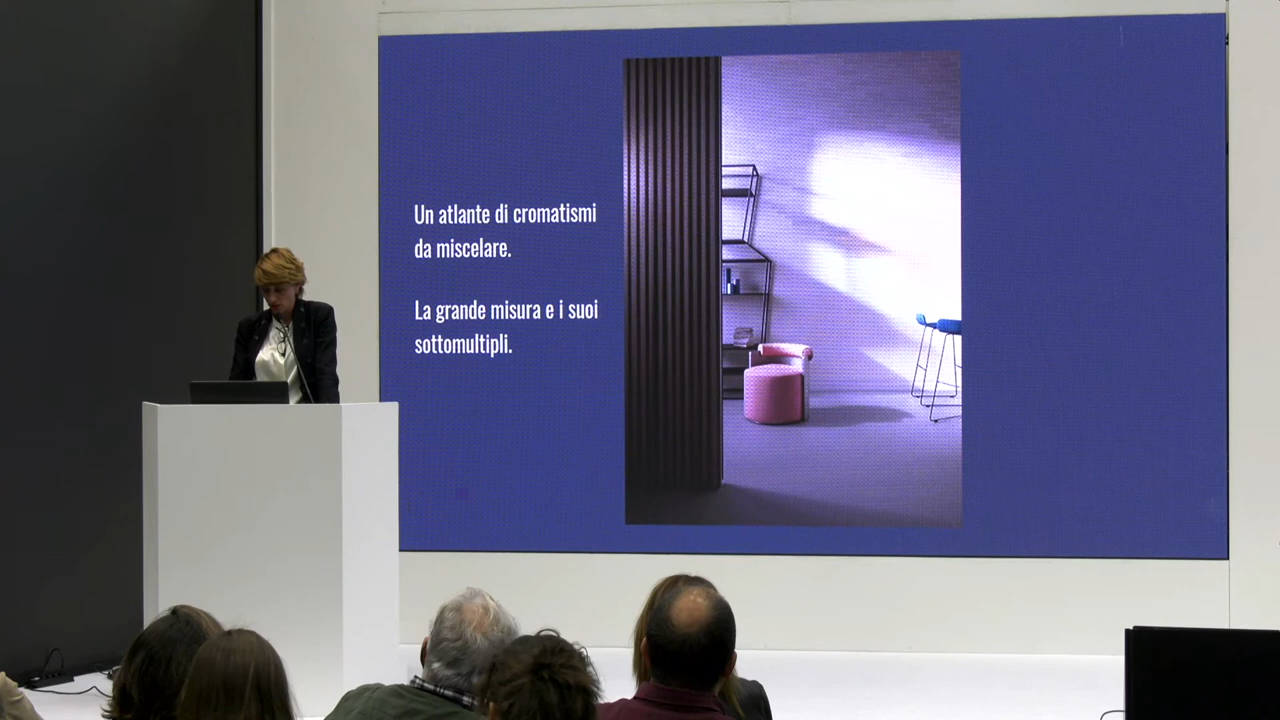 Un atlante di cromatismi
da miscelare.
La grande misura e i suoi
sottomultipli.